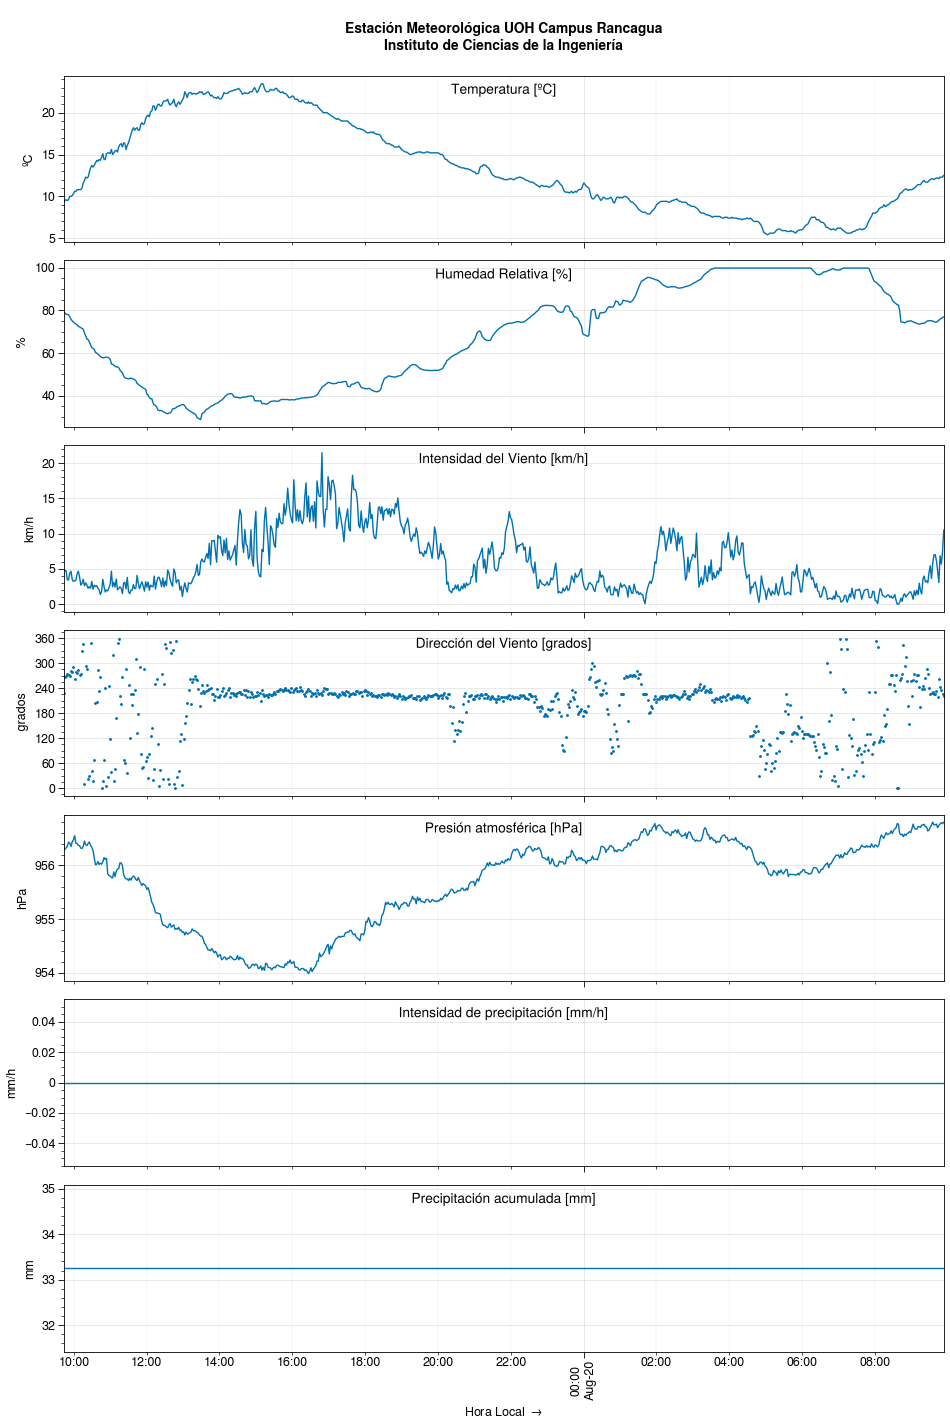 Estación Meteorológica UOH Campus Rancagua
Instituto de Ciencias de la Ingeniería
Temperatura [ºC]
ºC
20
15
10
5
Humedad Relativa [%]
%
100
80
60
40
Intensidad del Viento [km/h]
km/h
20
15
10
5
0
Dirección del Viento [grados]
grados
360
300
240
180
120
60
0
Presión atmosférica [hPa]
hPa
956
955
954
Intensidad de precipitación [mm/h]
mm/h
0.04
0.02
0
−0.02
−0.04
Precipitación acumulada [mm]
mm
35
34
33
32
10:00 12:00 14:00 16:00 18:00 20:00 22:00 00:00 02:00 04:00 06:00 08:00
Aug-20
Hora Local →